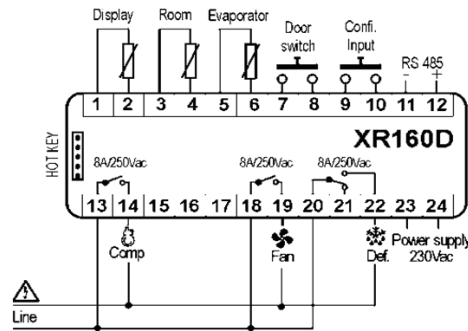 Display Room Evaporator Door switch Confi. Input RS 485
- +
1 2 3 4 5 6 7 8 9 10 11 12
HOT KEY
XR160D
8A/250Vac 8A/250Vac 8A/250Vac
13 14 15 16 17 18 19 20 21 22 23 24
Comp Fan Def. Power supply 230Vac
Line